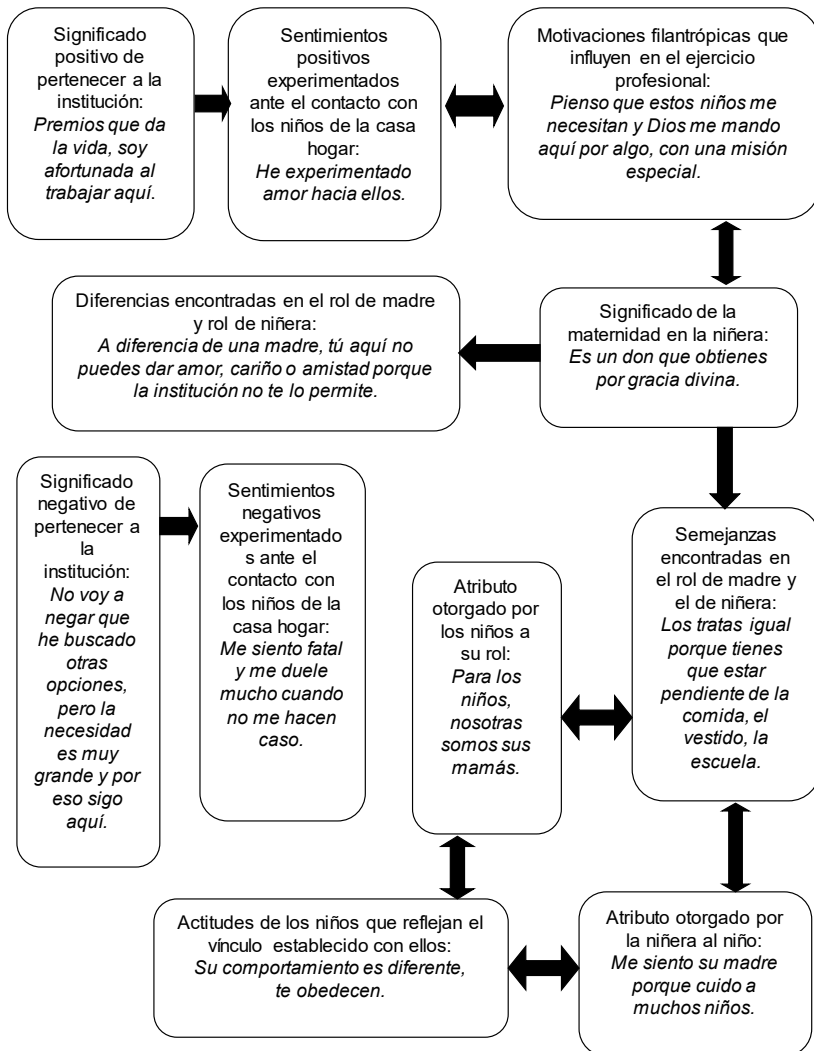 Significado
positivo de
pertenecer a la
institución:
Premios que da
la vida, soy
afortunada al
trabajar aquí.
Sentimientos
positivos
experimentados
ante el contacto con
los niños de la casa
hogar:
He experimentado
amor hacia ellos.
Motivaciones filantrópicas que
influyen en el ejercicio
profesional:
Pienso que estos niños me
necesitan y Dios me mando
aquí por algo, con una misión
especial.
Diferencias encontradas en el rol de madre
y rol de niñera:
A diferencia de una madre, tú aquí no
puedes dar amor, cariño o amistad porque
la institución no te lo permite.
Significado de la
maternidad en la niñera:
Es un don que obtienes
por gracia divina.
Significado
negativo de
pertenecer a
la
institución:
No voy a
negar que
he buscado
otras
opciones,
pero la
necesidad
es muy
grande y por
eso sigo
aquí.
Sentimientos
negativos
experimentado
s ante el
contacto con
los niños de la
casa hogar:
Me siento fatal
y me duele
mucho cuando
no me hacen
caso.
Atributo
otorgado por
los niños a
su rol:
Para los
niños,
nosotras
somos sus
mamás.
Semejanzas
encontradas en
el rol de madre y
el de niñera:
Los tratas igual
porque tienes
que estar
pendiente de la
comida, el
vestido, la
escuela.
Actitudes de los niños que reflejan el
vínculo establecido con ellos:
Su comportamiento es diferente,
te obedecen.
Atributo otorgado por
la niñera al niño:
Me siento su madre
porque cuido a
muchos niños.